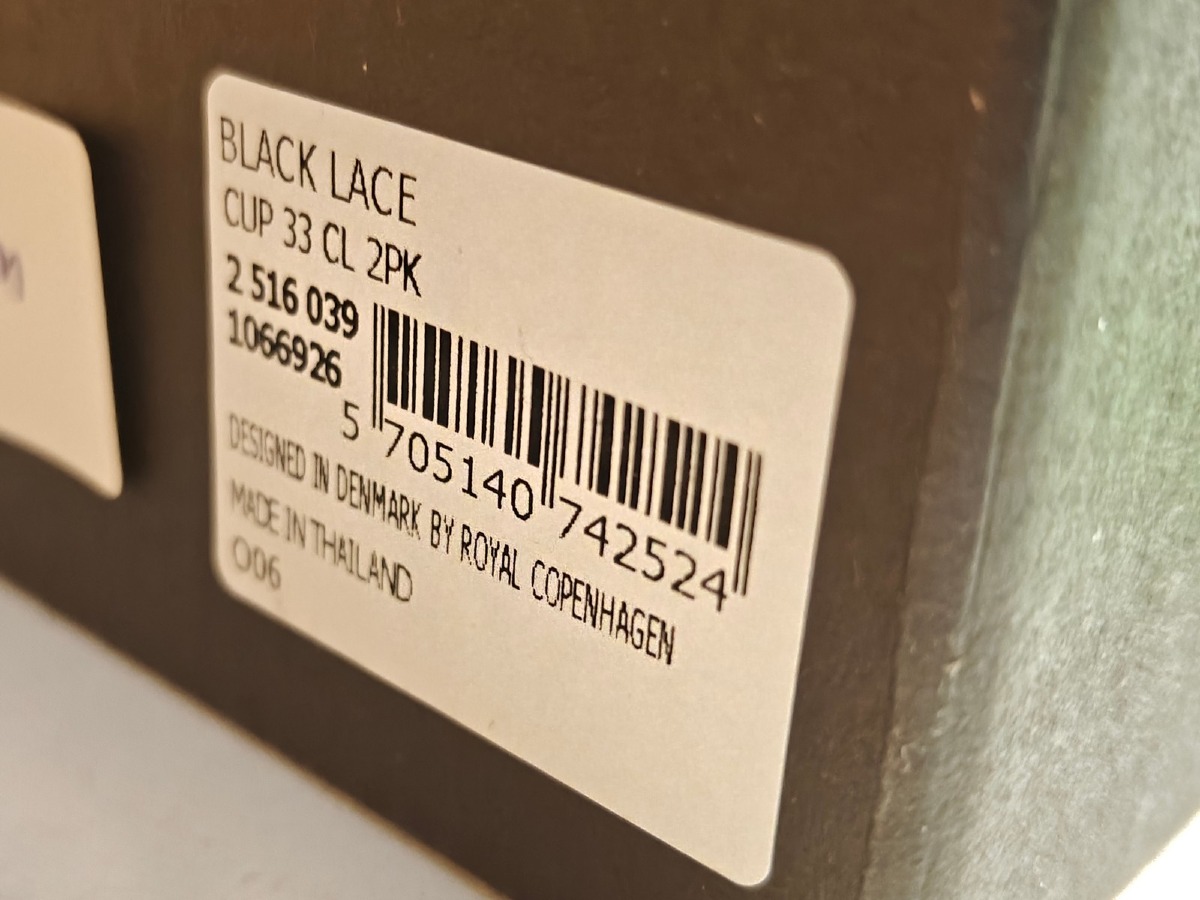 BLACK LACE
CUP 33 CL 2PK
2 516 039
1066926
5 705140 742524
DESIGNED IN DENMARK BY ROYAL COPENHAGEN
MADE IN THAILAND
O06